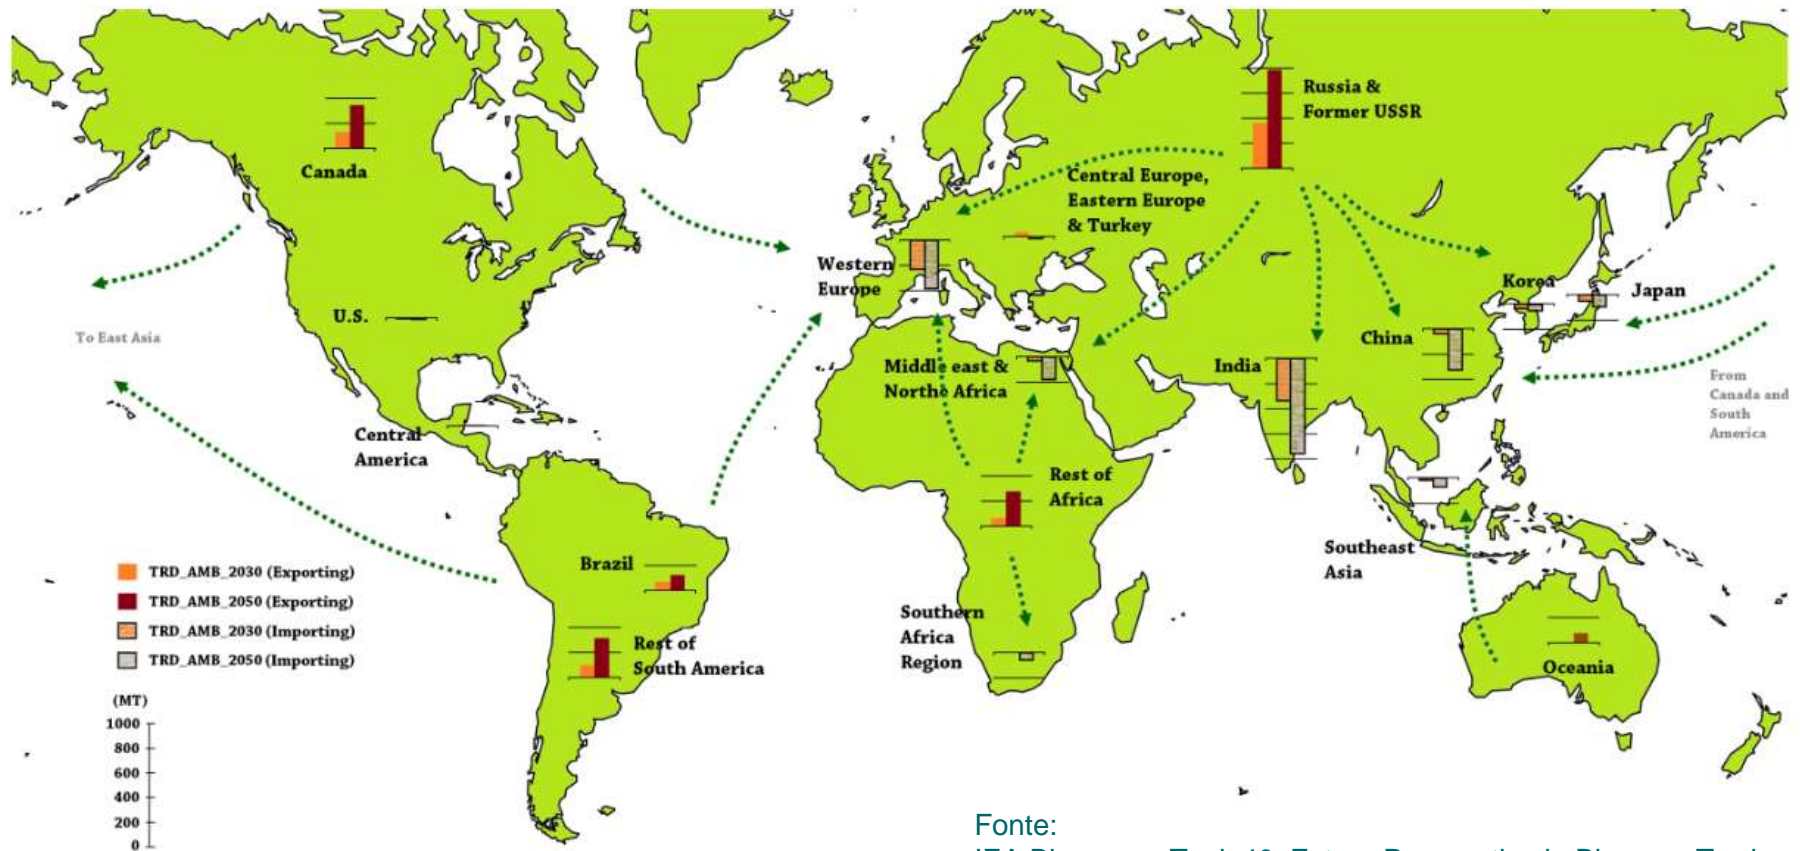 Russia &
Former USSR
Canada
Central Europe,
Eastern Europe
& Turkey
Western
Europe
Korea
Japan
U.S.
To East Asia
China
India
Middle east &
Northe Africa
From
Canada and
South
America
Central
America
Rest of
Africa
Southeast
Asia
Brazil
TRD_AMB_2030 (Exporting)
TRD_AMB_2050 (Exporting)
TRD_AMB_2030 (Importing)
TRD_AMB_2050 (Importing)
Southern
Africa
Region
Rest of
South America
Oceania
(MT)
1000
800
600
400
200
0
Fonte: